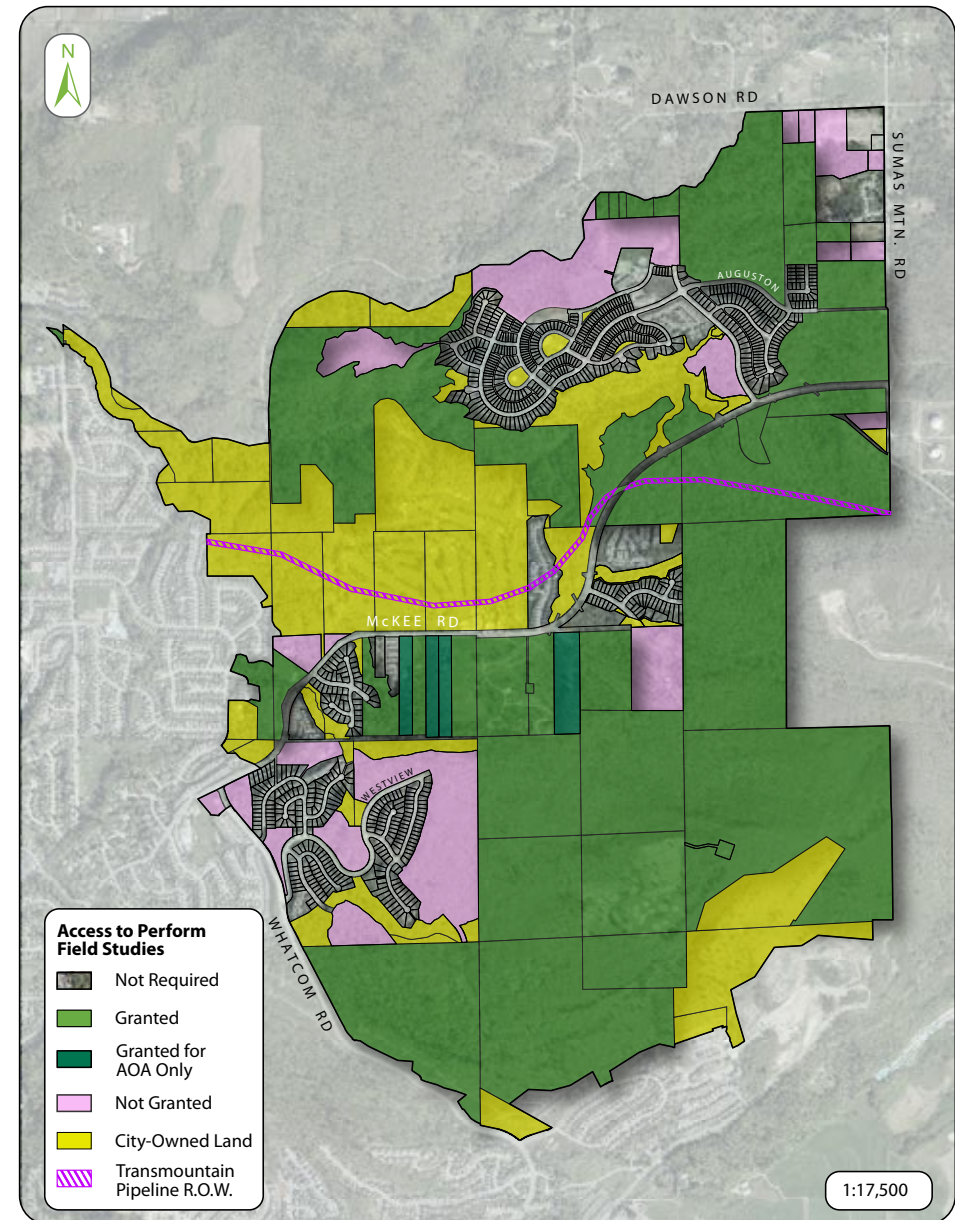 N
DAWSON RD
SUMAS MTN. RD
AUGUSTON
McKEE RD
WESTVIEW
WHATCOM RD
Access to Perform
Field Studies
Not Required
Granted
Granted for
AOA Only
Not Granted
City-Owned Land
Transmountain
Pipeline R.O.W.
1:17,500